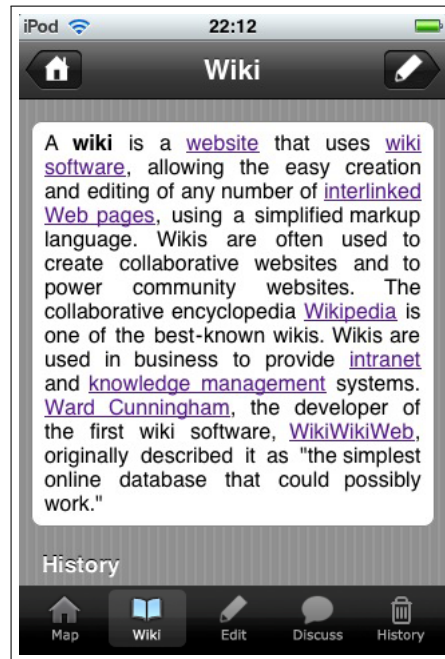 iPod 22:12
Wiki
A wiki is a website that uses wiki
software, allowing the easy creation
and editing of any number of interlinked
Web pages, using a simplified markup
language. Wikis are often used to
create collaborative websites and to
power community websites. The
collaborative encyclopedia Wikipedia is
one of the best-known wikis. Wikis are
used in business to provide intranet
and knowledge management systems.
Ward Cunningham, the developer of
the first wiki software, WikiWikiWeb,
originally described it as "the simplest
online database that could possibly
work."
History
Map Wiki Edit Discuss History